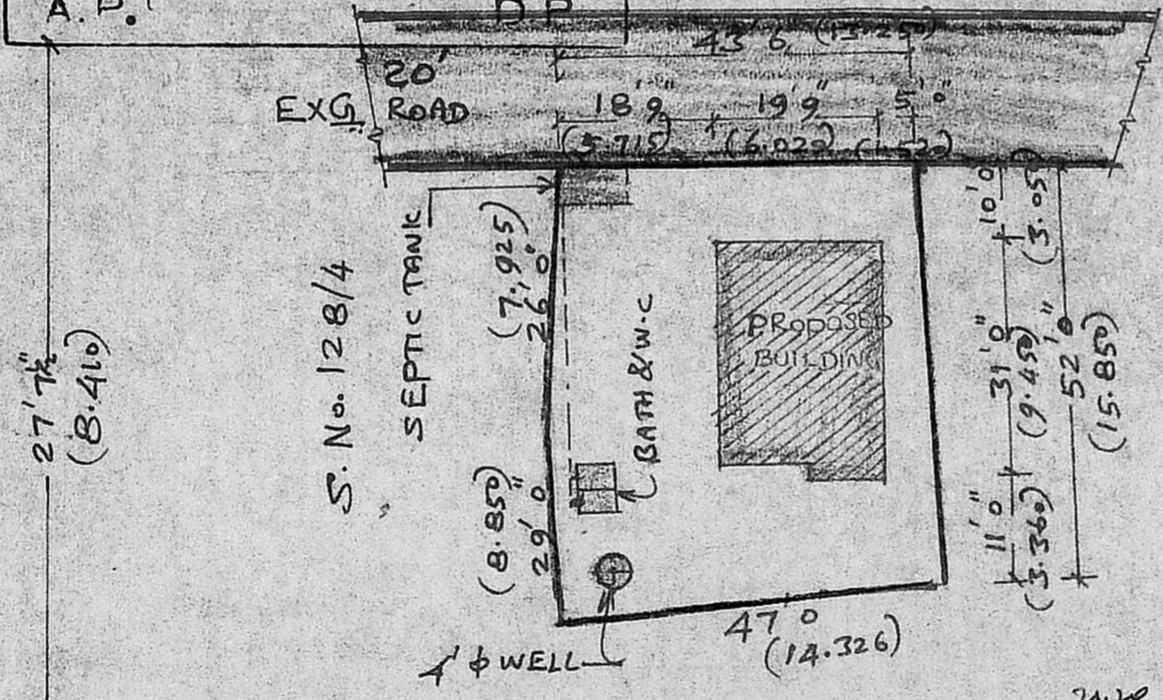 A. P.
D P
43' 6 (13.25)
20'
EXG. ROAD
18' 9"
19' 9"
5' 0"
(5.715)
(6.020)
(1.520)
SEPTIC TANK
S. No. 128/4
(7.925)
26' 0"
BATH & W.C
PROPOSED
BUILDING
10' 0
(3.05)
31' 0"
(9.450)
52' 0"
(15.850)
27' 7½"
(8.410)
(8.850)
29' 0"
11' 0"
(3.360)
47' 0
(14.326)
4' φ WELL